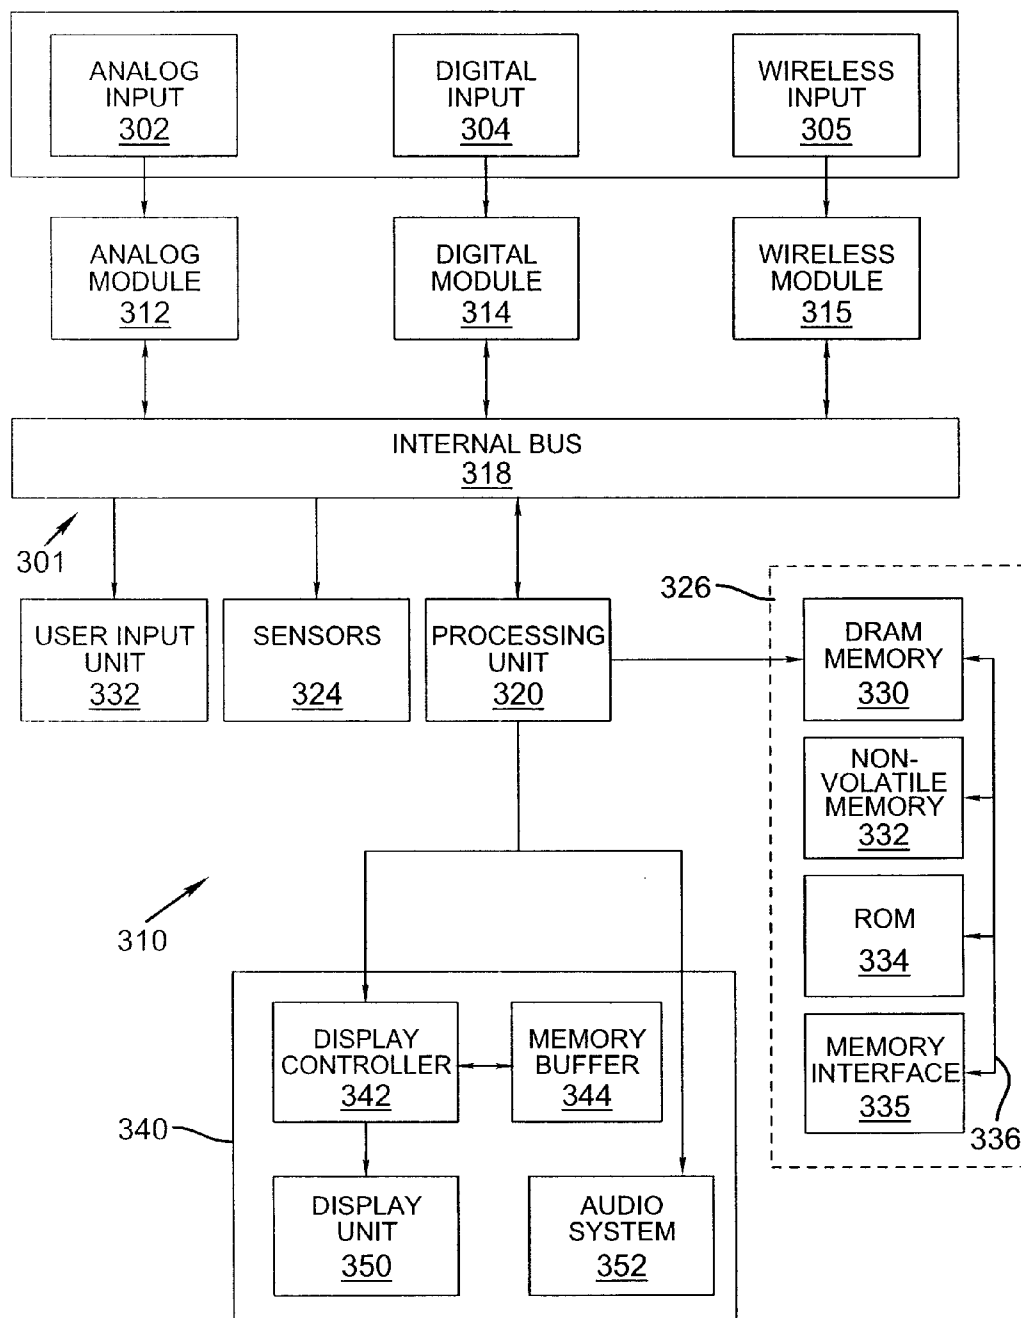 ANALOG
INPUT
302
DIGITAL
INPUT
304
WIRELESS
INPUT
305
ANALOG
MODULE
312
DIGITAL
MODULE
314
WIRELESS
MODULE
315
INTERNAL BUS
318
301
USER INPUT
UNIT
332
SENSORS
324
PROCESSING
UNIT
320
326
DRAM
MEMORY
330
NON-
VOLATILE
MEMORY
332
ROM
334
MEMORY
INTERFACE
335
336
310
340
DISPLAY
CONTROLLER
342
MEMORY
BUFFER
344
DISPLAY
UNIT
350
AUDIO
SYSTEM
352